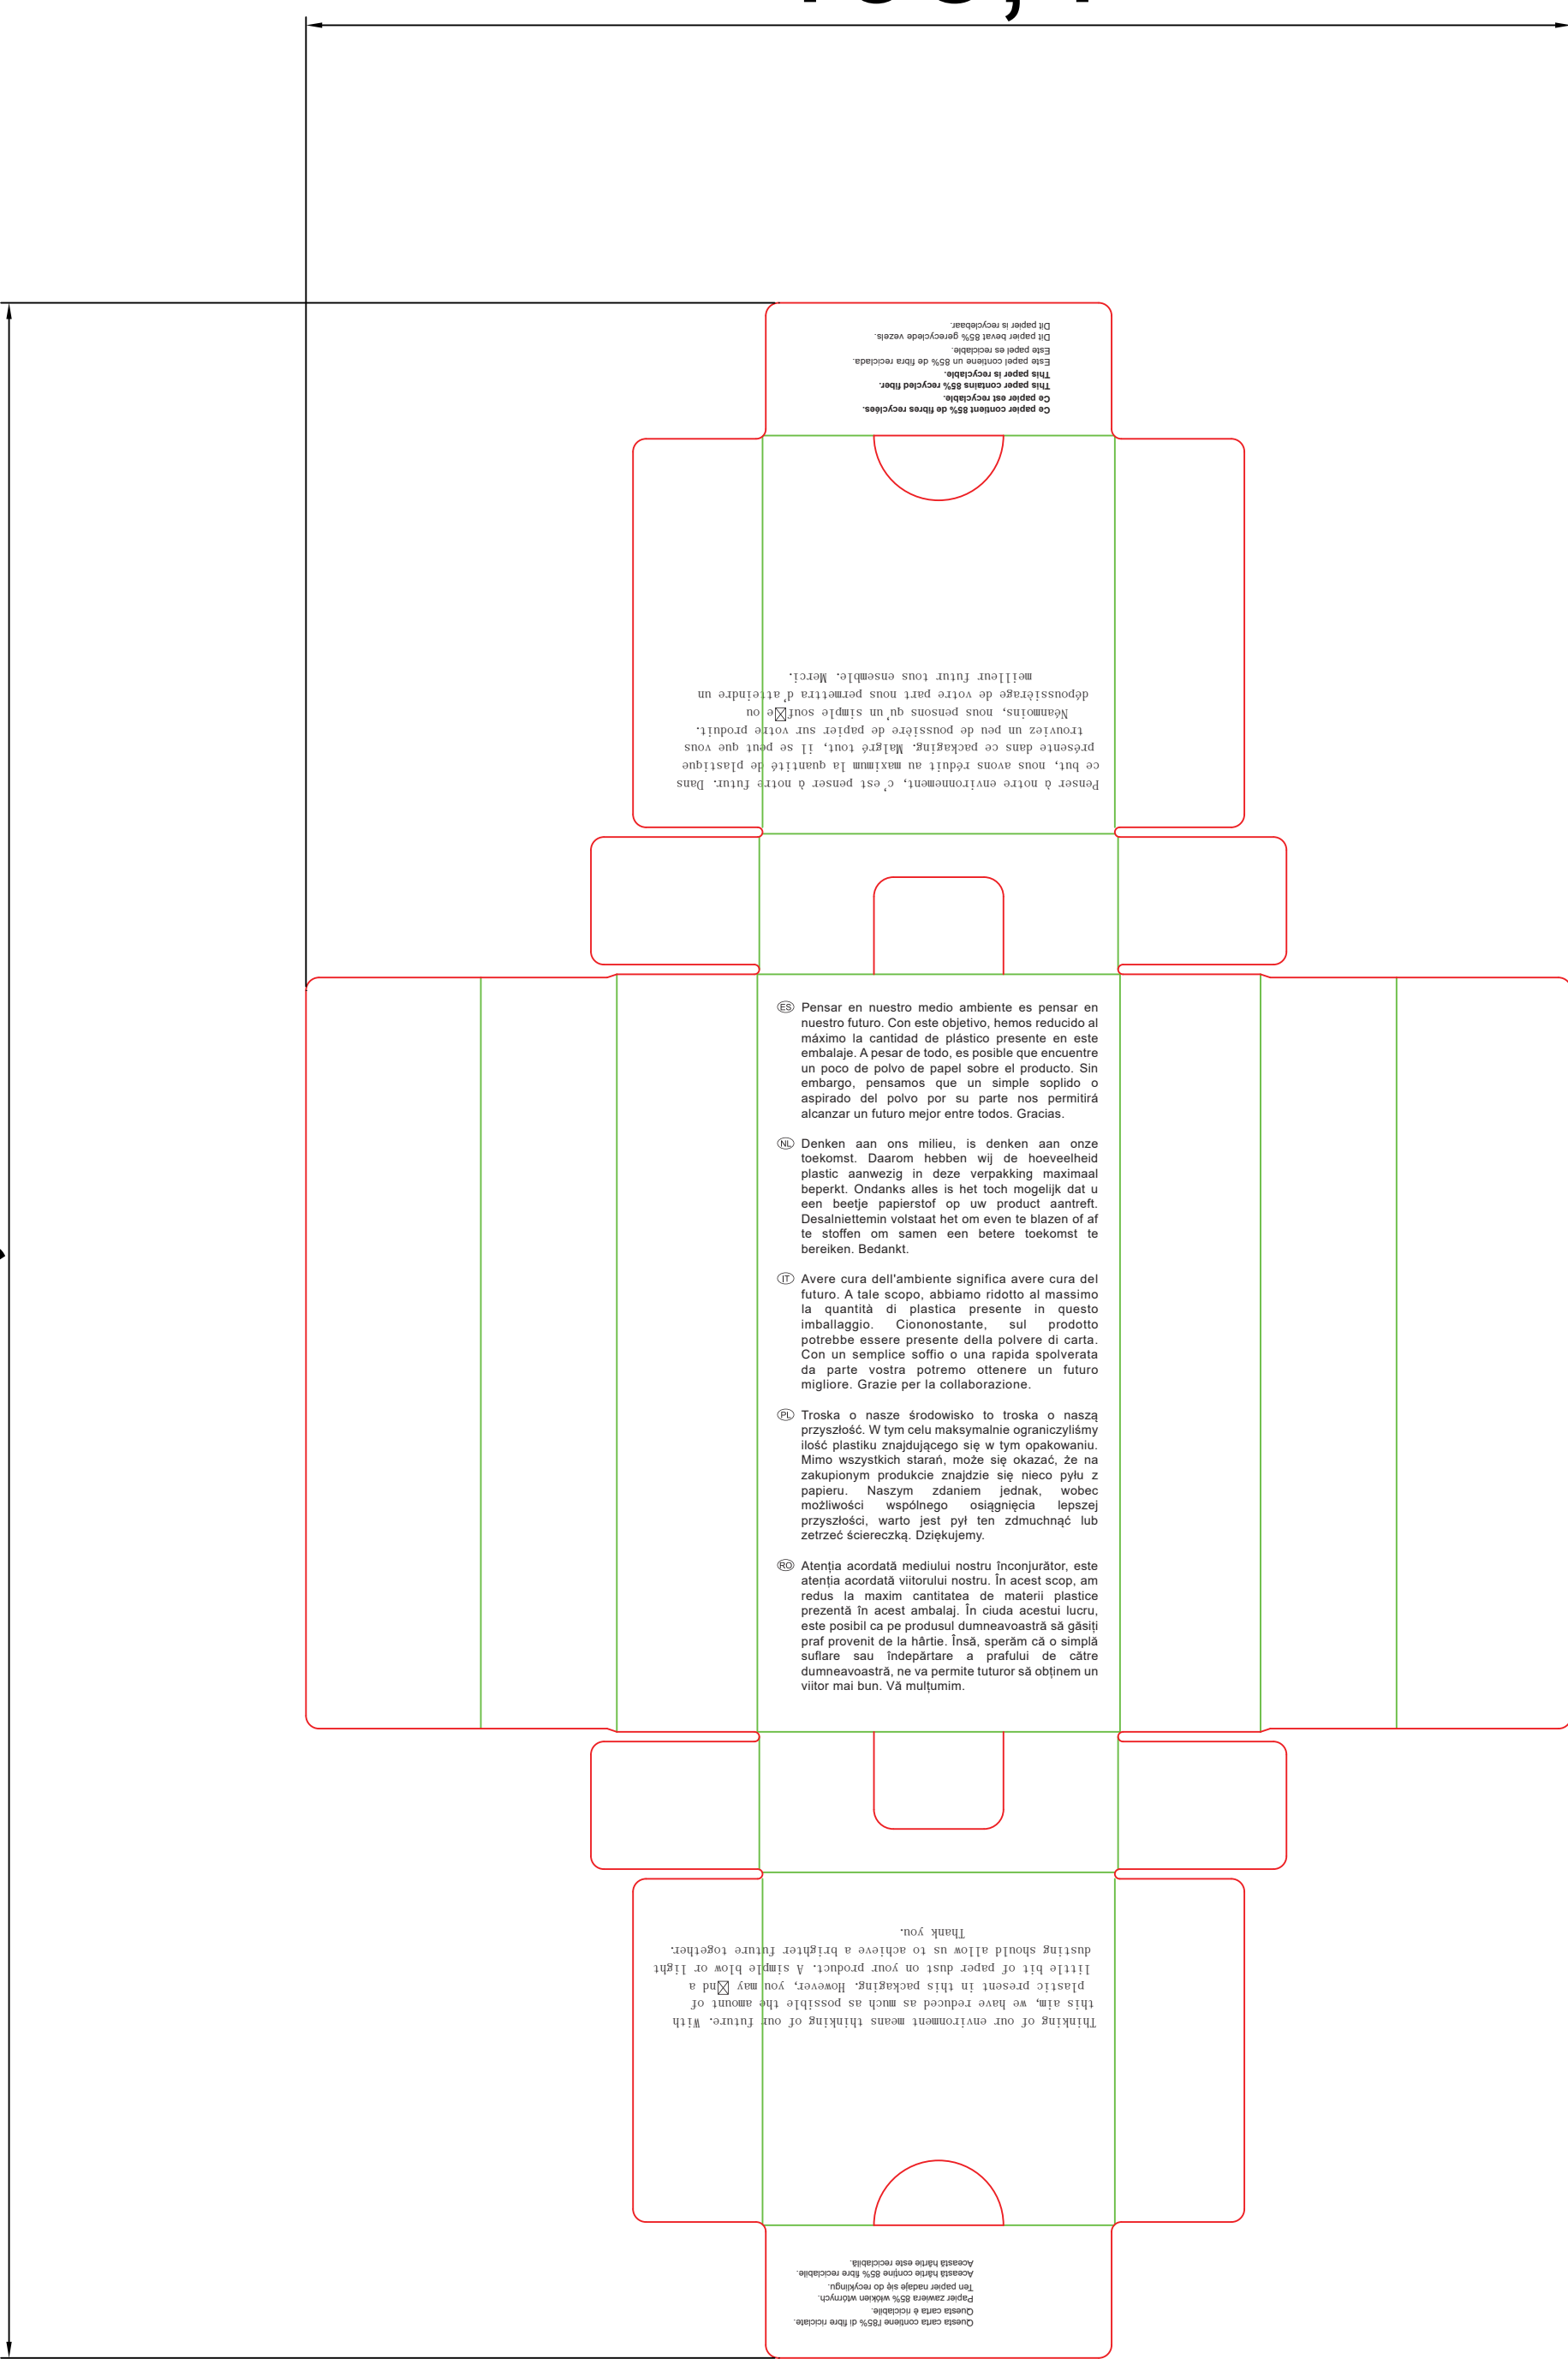 Ce papier contient 85% de fibres recyclées.
Ce papier est recyclable.
This paper contains 85% recycled fiber.
This paper is recyclable.
Este papel contiene un 85% de fibra reciclada.
Este papel es reciclable.
Dit papier bevat 85% gerecyclede vezels.
Dit papier is recyclebaar.
Penser à notre environnement, c'est penser à notre futur. Dans
ce but, nous avons réduit au maximum la quantité de plastique
présente dans ce packaging. Malgré tout, il se peut que vous
trouviez un peu de poussière de papier sur votre produit.
Néanmoins, nous pensons qu'un simple ou
dépoussiérage de votre part nous permettra d'atteindre un
meilleur futur tous ensemble. Merci.
ES Pensar en nuestro medio ambiente es pensar en
nuestro futuro. Con este objetivo, hemos reducido al
máximo la cantidad de plástico presente en este
embalaje. A pesar de todo, es posible que encuentre
un poco de polvo de papel sobre el producto. Sin
embargo, pensamos que un simple soplido o
aspirado del polvo por su parte nos permitirá
alcanzar un futuro mejor entre todos. Gracias.
NL Denken aan ons milieu, is denken aan onze
toekomst. Daarom hebben wij de hoeveelheid
plastic aanwezig in deze verpakking maximaal
beperkt. Ondanks alles is het toch mogelijk dat u
een beetje papierstof op uw product aantreft.
Desalniettemin volstaat het om even te blazen of af
te stoffen om samen een betere toekomst te
bereiken. Bedankt.
IT Avere cura dell'ambiente significa avere cura del
futuro. A tale scopo, abbiamo ridotto al massimo
la quantità di plastica presente in questo
imballaggio. Ciononostante, sul prodotto
potrebbe essere presente della polvere di carta.
Con un semplice soffio o una rapida spolverata
da parte vostra potremo ottenere un futuro
migliore. Grazie per la collaborazione.
PL Troska o nasze środowisko to troska o naszą
przyszłość. W tym celu maksymalnie ograniczyliśmy
ilość plastiku znajdującego się w tym opakowaniu.
Mimo wszystkich starań, może się okazać, że na
zakupionym produkcie znajdzie się nieco pyłu z
papieru. Naszym zdaniem jednak, wobec
możliwości wspólnego osiągnięcia lepszej
przyszłości, warto jest pył ten zdmuchnąć lub
zetrzeć ściereczką. Dziękujemy.
RO Atenția acordată mediului nostru înconjurător, este
atenția acordată viitorului nostru. În acest scop, am
redus la maxim cantitatea de materii plastice
prezentă în acest ambalaj. În ciuda acestui lucru,
este posibil ca pe produsul dumneavoastră să găsiți
praf provenit de la hârtie. Însă, sperăm că o simplă
suflare sau îndepărtare a prafului de către
dumneavoastră, ne va permite tuturor să obținem un
viitor mai bun. Vă mulțumim.
Thinking of our environment means thinking of our future. With
this aim, we have reduced as much as possible the amount of
plastic present in this packaging. However, you may a
little bit of paper dust on your product. A simple blow or light
dusting should allow us to achieve a brighter future together.
Thank you.
Questa carta contiene l'85% di fibre riciclate.
Questa carta è riciclabile.
Papier zawiera 85% włókien wtórnych.
Ten papier nadaje się do recyklingu.
Această hârtie conține 85% fibre reciclabile.
Această hârtie este reciclabilă.